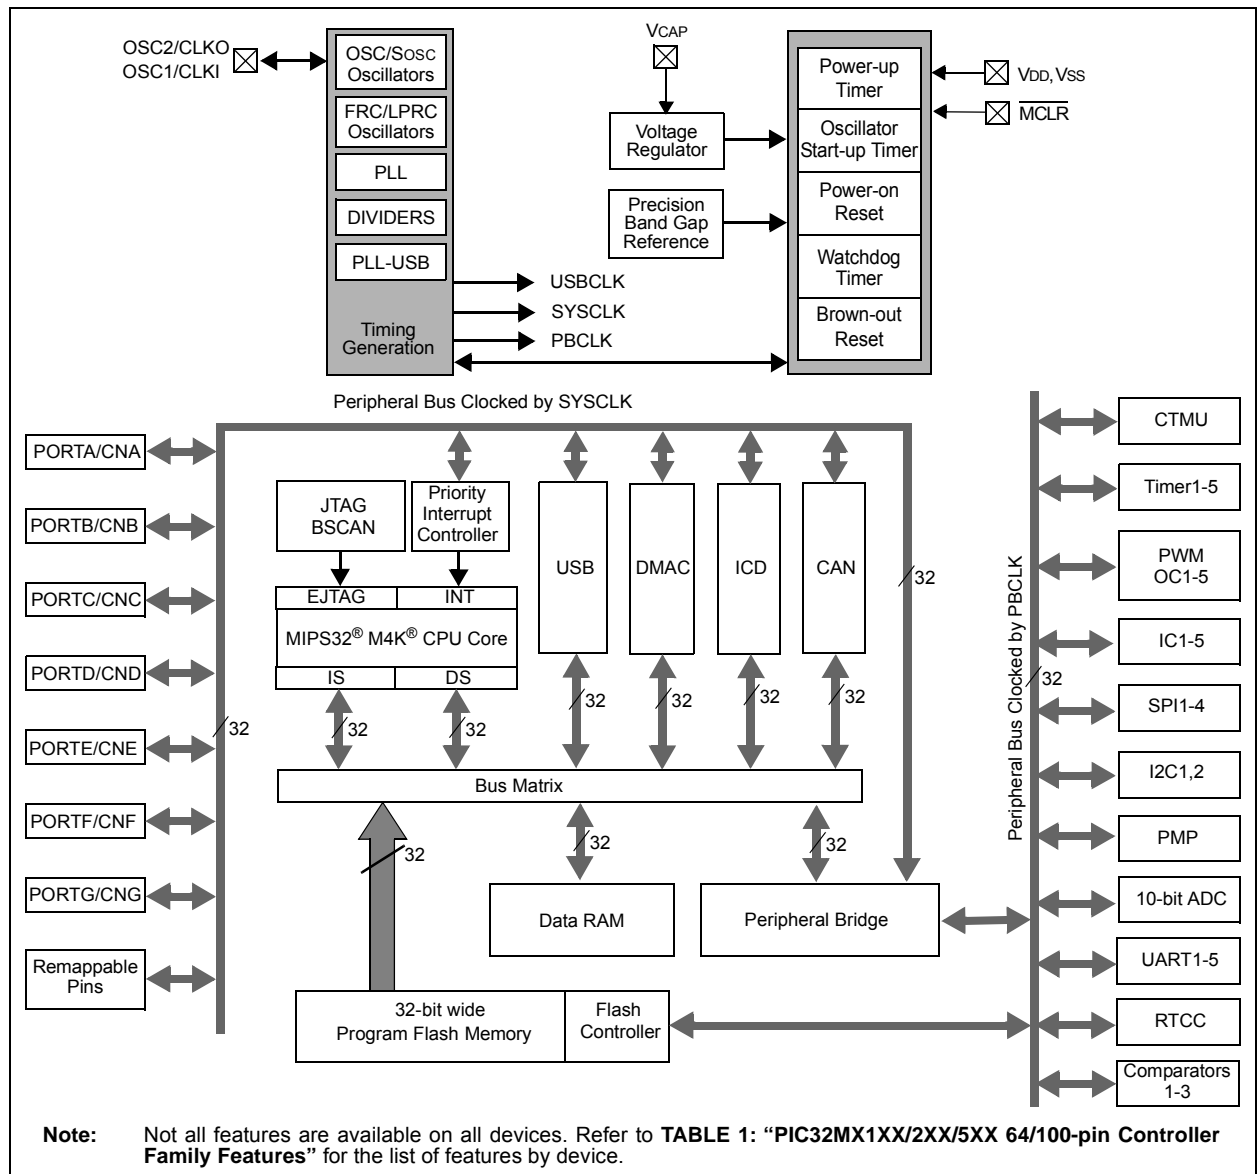 OSC2/CLKO
OSC1/CLKI
OSC/SOSC
Oscillators
FRC/LPRC
Oscillators
PLL
DIVIDERS
PLL-USB
Timing
Generation
USBCLK
SYSCLK
PBCLK
VCAP
Voltage
Regulator
Precision
Band Gap
Reference
Power-up
Timer
Oscillator
Start-up Timer
Power-on
Reset
Watchdog
Timer
Brown-out
Reset
VDD, VSS
MCLR
Peripheral Bus Clocked by SYSCLK
PORTA/CNA
PORTB/CNB
PORTC/CNC
PORTD/CND
PORTE/CNE
PORTF/CNF
PORTG/CNG
Remappable
Pins
32
JTAG
BSCAN
Priority
Interrupt
Controller
EJTAG
INT
MIPS32® M4K® CPU Core
IS
DS
USB
DMAC
ICD
CAN
32
32
32
32
32
32
32
Bus Matrix
32
32
32
Data RAM
Peripheral Bridge
32-bit wide
Program Flash Memory
Flash
Controller
Peripheral Bus Clocked by PBCLK
32
CTMU
Timer1-5
PWM
OC1-5
IC1-5
SPI1-4
I2C1,2
PMP
10-bit ADC
UART1-5
RTCC
Comparators
1-3
Note: Not all features are available on all devices. Refer to TABLE 1: “PIC32MX1XX/2XX/5XX 64/100-pin Controller
Family Features” for the list of features by device.